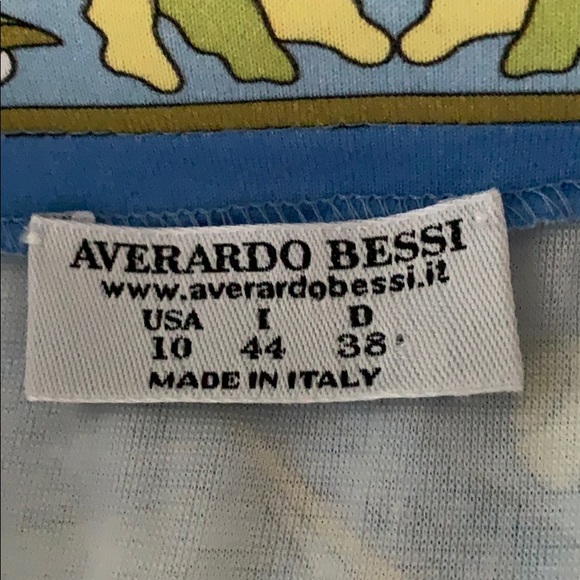 AVERARDO BESSI
www.averardobessi.it
USA I D
10 44 38
MADE IN ITALY